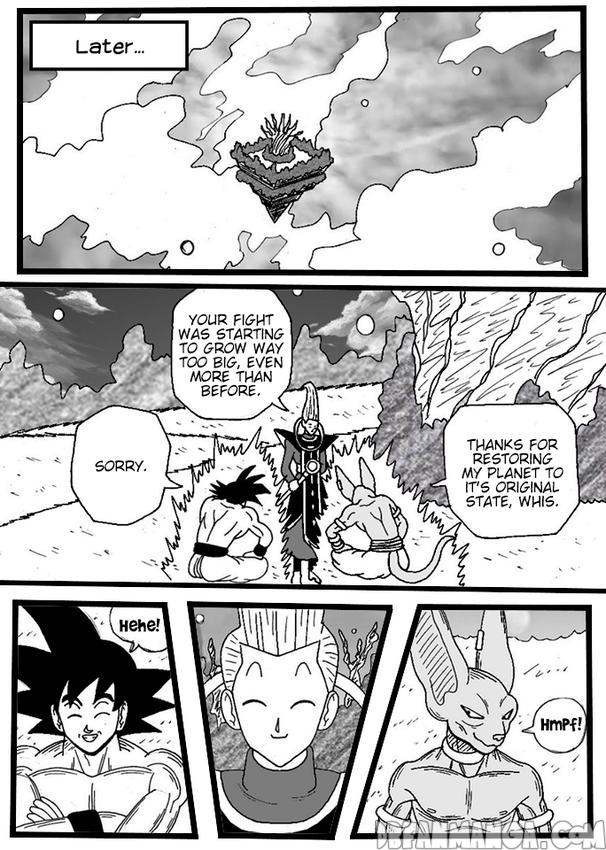 Later...
YOUR FIGHT
WAS STARTING
TO GROW WAY
TOO BIG, EVEN
MORE THAN
BEFORE.
SORRY.
THANKS FOR
RESTORING
MY PLANET TO
IT'S ORIGINAL
STATE, WHIS.
Hehe!
HmPf!
DBFANMANGA.COM